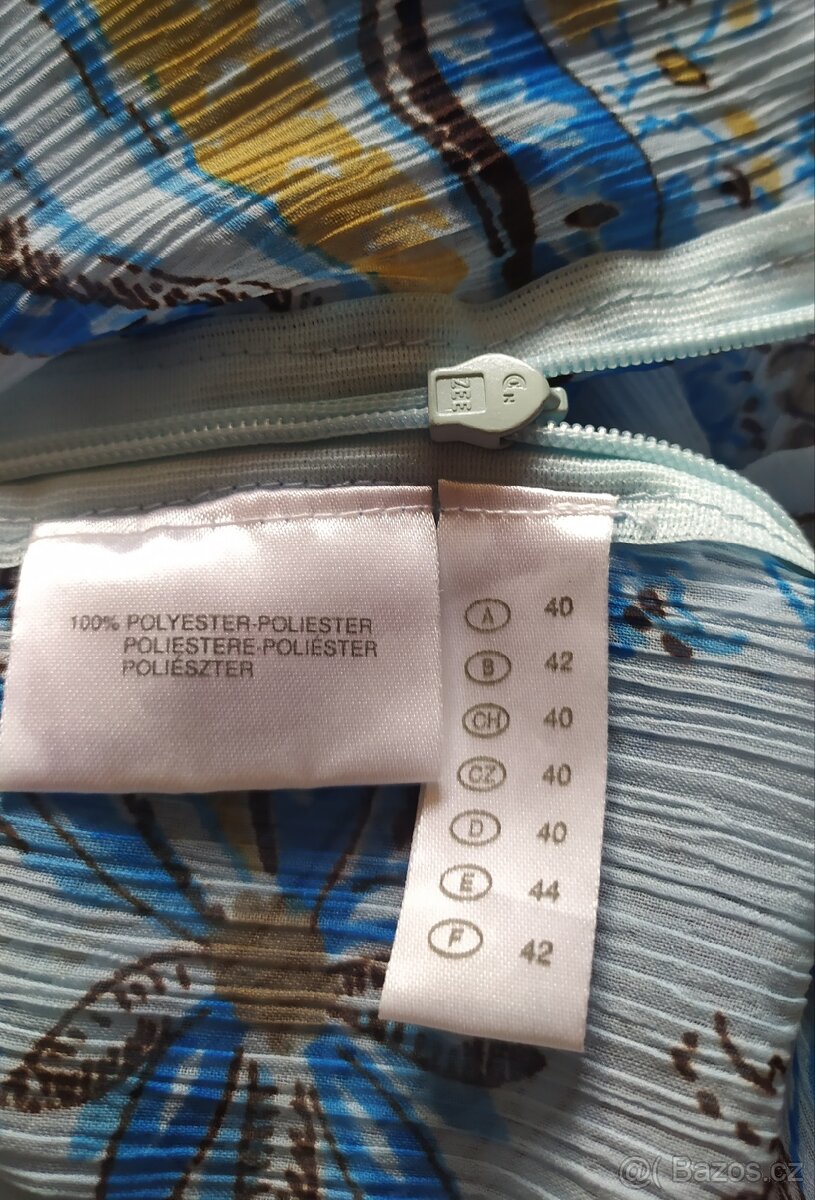 ZEE
100% POLYESTER-POLIESTER
POLIESTERE-POLIÉSTER
POLIÉSZTER
A 40
B 42
CH 40
CZ 40
D 40
E 44
F 42
@( Bazos.cz